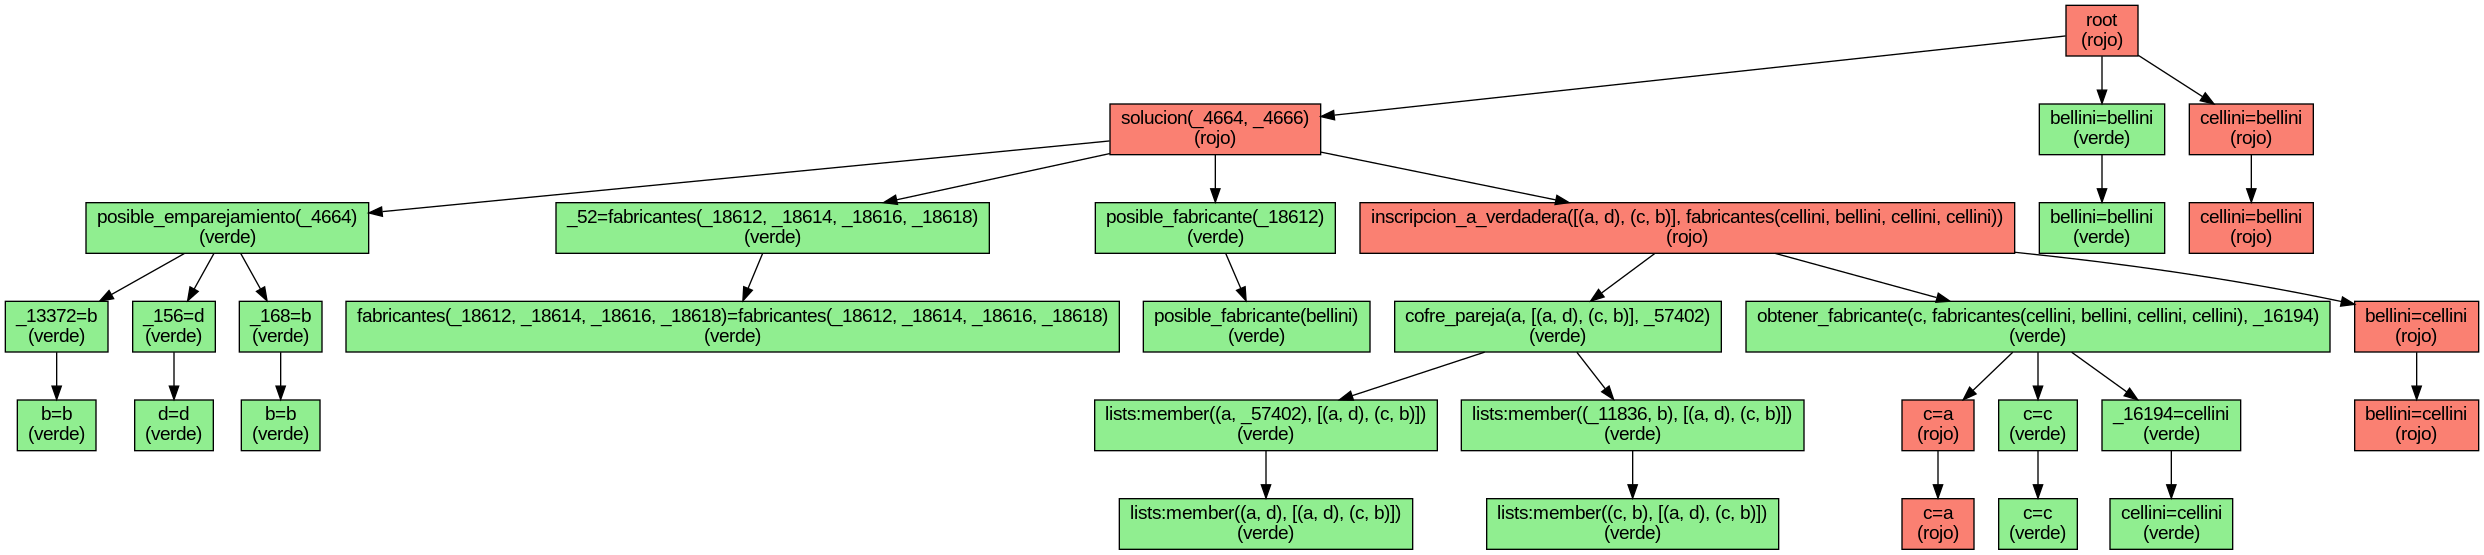 root
(rojo)
solucion(_4664, _4666)
(rojo)
bellini=bellini
(verde)
cellini=bellini
(rojo)
posible_emparejamiento(_4664)
(verde)
_52=fabricantes(_18612, _18614, _18616, _18618)
(verde)
posible_fabricante(_18612)
(verde)
inscripcion_a_verdadera([(a, d), (c, b)], fabricantes(cellini, bellini, cellini, cellini))
(rojo)
bellini=bellini
(verde)
cellini=bellini
(rojo)
_13372=b
(verde)
_156=d
(verde)
_168=b
(verde)
fabricantes(_18612, _18614, _18616, _18618)=fabricantes(_18612, _18614, _18616, _18618)
(verde)
posible_fabricante(bellini)
(verde)
cofre_pareja(a, [(a, d), (c, b)], _57402)
(verde)
obtener_fabricante(c, fabricantes(cellini, bellini, cellini, cellini), _16194)
(verde)
bellini=cellini
(rojo)
b=b
(verde)
d=d
(verde)
b=b
(verde)
lists:member((a, _57402), [(a, d), (c, b)])
(verde)
lists:member((_11836, b), [(a, d), (c, b)])
(verde)
c=a
(rojo)
c=c
(verde)
_16194=cellini
(verde)
bellini=cellini
(rojo)
lists:member((a, d), [(a, d), (c, b)])
(verde)
lists:member((c, b), [(a, d), (c, b)])
(verde)
c=a
(rojo)
c=c
(verde)
cellini=cellini
(verde)